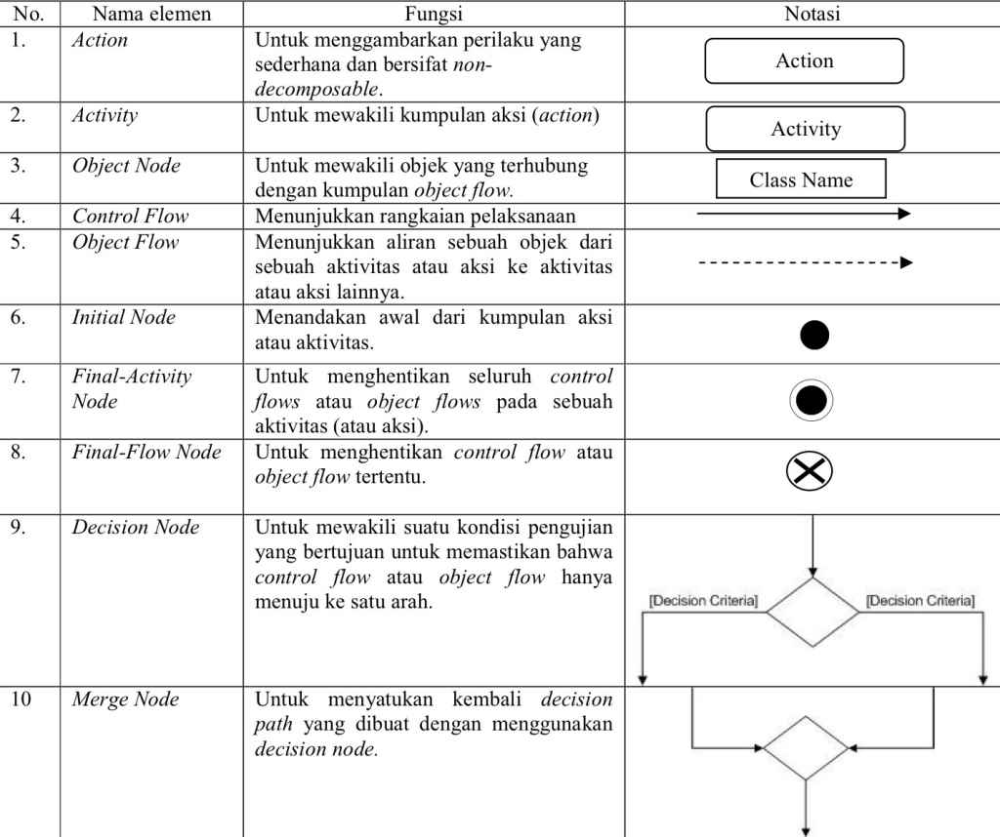 No. Nama elemen Fungsi Notasi
1. Action Untuk menggambarkan perilaku yang
sederhana dan bersifat non-
decomposable.
Action
2. Activity Untuk mewakili kumpulan aksi (action)
Activity
3. Object Node Untuk mewakili objek yang terhubung
dengan kumpulan object flow.
Class Name
4. Control Flow Menunjukkan rangkaian pelaksanaan
5. Object Flow Menunjukkan aliran sebuah objek dari
sebuah aktivitas atau aksi ke aktivitas
atau aksi lainnya.
6. Initial Node Menandakan awal dari kumpulan aksi
atau aktivitas.
7. Final-Activity Untuk menghentikan seluruh control
Node flows atau object flows pada sebuah
aktivitas (atau aksi).
8. Final-Flow Node Untuk menghentikan control flow atau
object flow tertentu.
9. Decision Node Untuk mewakili suatu kondisi pengujian
yang bertujuan untuk memastikan bahwa
control flow atau object flow hanya
menuju ke satu arah.
[Decision Criteria] [Decision Criteria]
10 Merge Node Untuk menyatukan kembali decision
path yang dibuat dengan menggunakan
decision node.